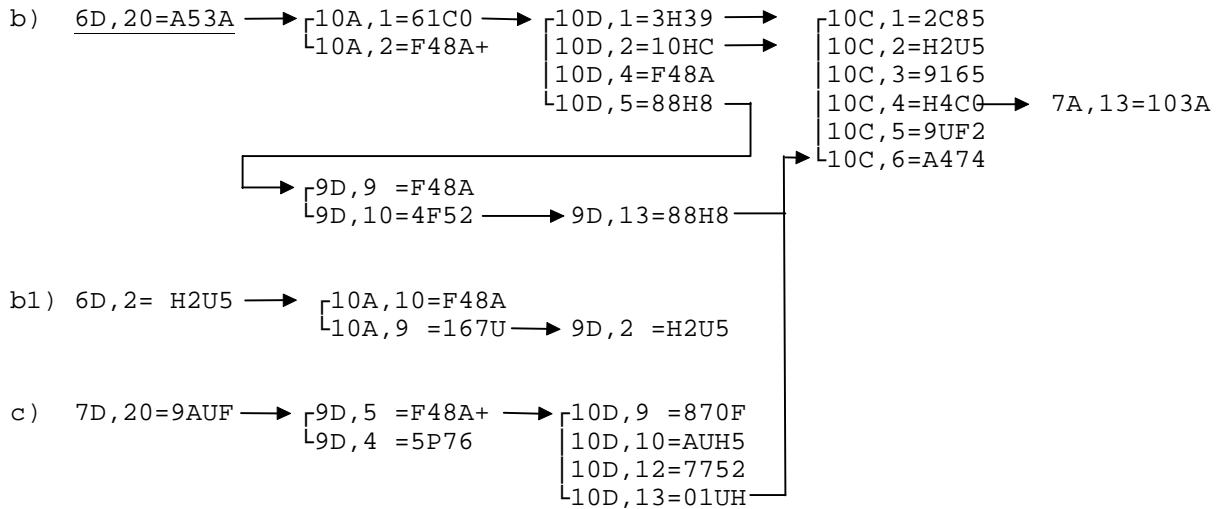 b) 6D,20=A53A 10A,1=61C0 10D,1=3H39 10C,1=2C85
10A,2=F48A+ 10D,2=10HC 10C,2=H2U5
10D,4=F48A 10C,3=9165
10D,5=88H8 10C,4=H4C0 7A,13=103A
10C,5=9UF2
10C,6=A474
9D,9 =F48A
9D,10=4F52 9D,13=88H8
b1) 6D,2= H2U5 10A,10=F48A
10A,9 =167U 9D,2 =H2U5
c) 7D,20=9AUF 9D,5 =F48A+ 10D,9 =870F
9D,4 =5P76 10D,10=AUH5
10D,12=7752
10D,13=01UH